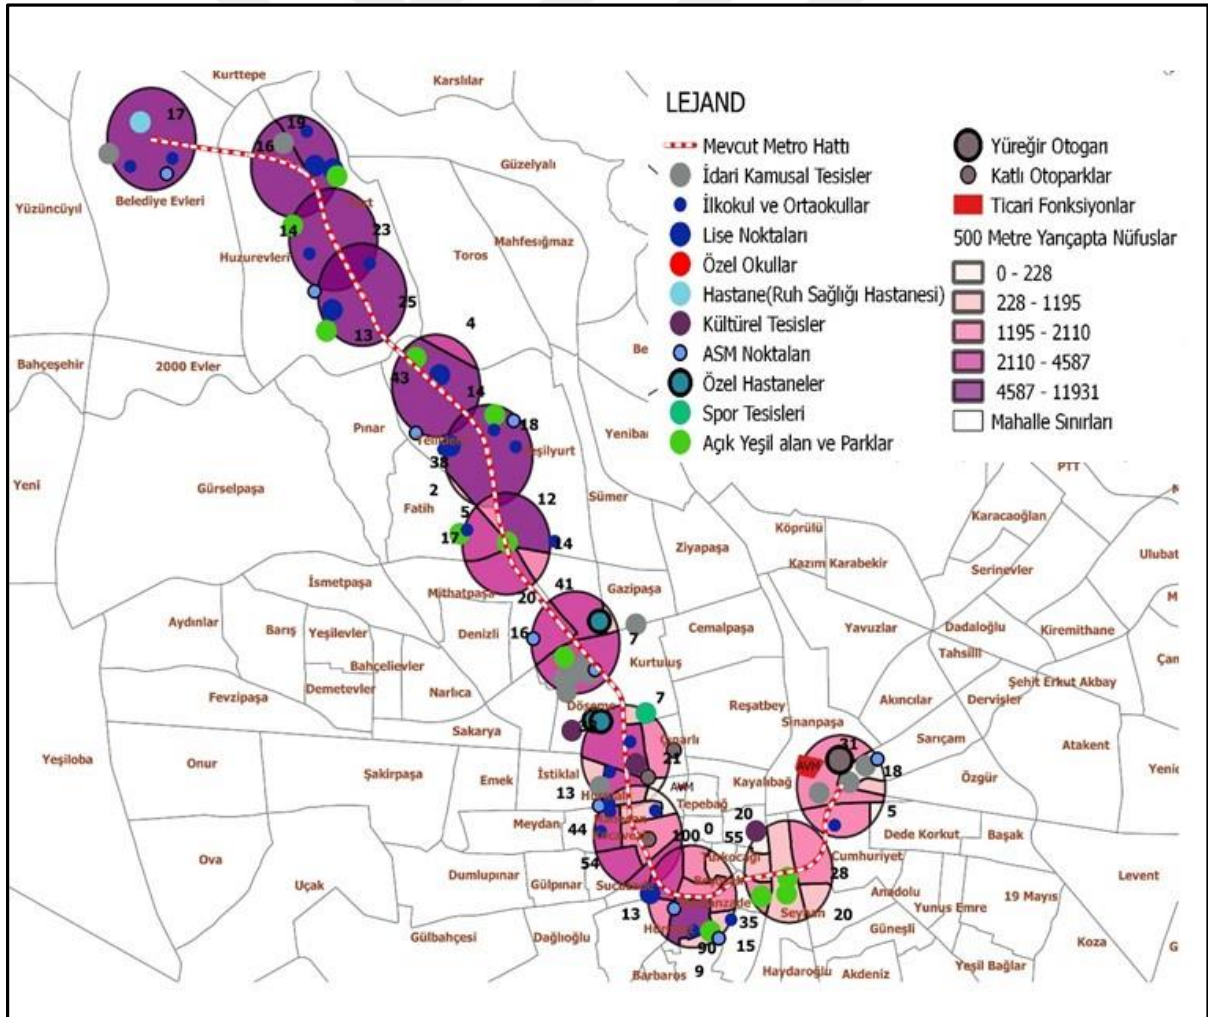 Kurttepe
Karslılar
LEJAND
Mevcut Metro Hattı
İdari Kamusal Tesisler
İlkokul ve Ortaokullar
Lise Noktaları
Özel Okullar
Hastane(Ruh Sağlığı Hastanesi)
Kültürel Tesisler
ASM Noktaları
Özel Hastaneler
Spor Tesisleri
Açık Yeşil alan ve Parklar
Yüreğir Otogarı
Katlı Otoparklar
Ticari Fonksiyonlar
500 Metre Yarıçapta Nüfuslar
0 - 228
228 - 1195
1195 - 2110
2110 - 4587
4587 - 11931
Mahalle Sınırları
17
19
16
Güzelyalı
Yüzüncüyıl
Belediye Evleri
14
23
Huzurevleri
Toros
Mahfesığmaz
25
13
4
Bahçeşehir
2000 Evler
43
14
Pınar
18
38
Yeni
Gürselpaşa
2
Fatih
12
Sümer
5
17
14
PTT
Karacaoğlan
Köprülü
Ziyapaşa
Kazım Karabekir
Serinevler
İsmetpaşa
Mithatpaşa
20
41
Gazipaşa
Aydınlar
Barış
Yeşilevler
Denizli
16
7
Cemalpaşa
Yavuzlar
Dadaloğlu
Kiremithane
Bahçelievler
Kurtuluş
Tahsilli
Fevzipaşa
Demetevler
Narlıca
Şehit Erkut Akbay
Döşeme
7
Reşatbey
Akıncılar
Dervişler
Sakarya
Sinanpaşa
Sarıçam
Atakent
Yeşiloba
Onur
Şakirpaşa
Emek
İstiklal
21
31
AVM
18
Kayalıbağ
Özgür
13
AVM
Tepebağ
5
Meydan
44
100
0
20
55
Dede Korkut
Başak
Ova
54
Cumhuriyet
Uçak
Dumlupınar
Gülpınar
28
Anadolu
19 Mayıs
Levent
13
35
Seyhan
20
Yunus Emre
Gülbahçesi
Dağlıoğlu
90
15
Güneşli
Koza
Barbaros
9
Haydaroğlu
Akdeniz
Yeşil Bağlar